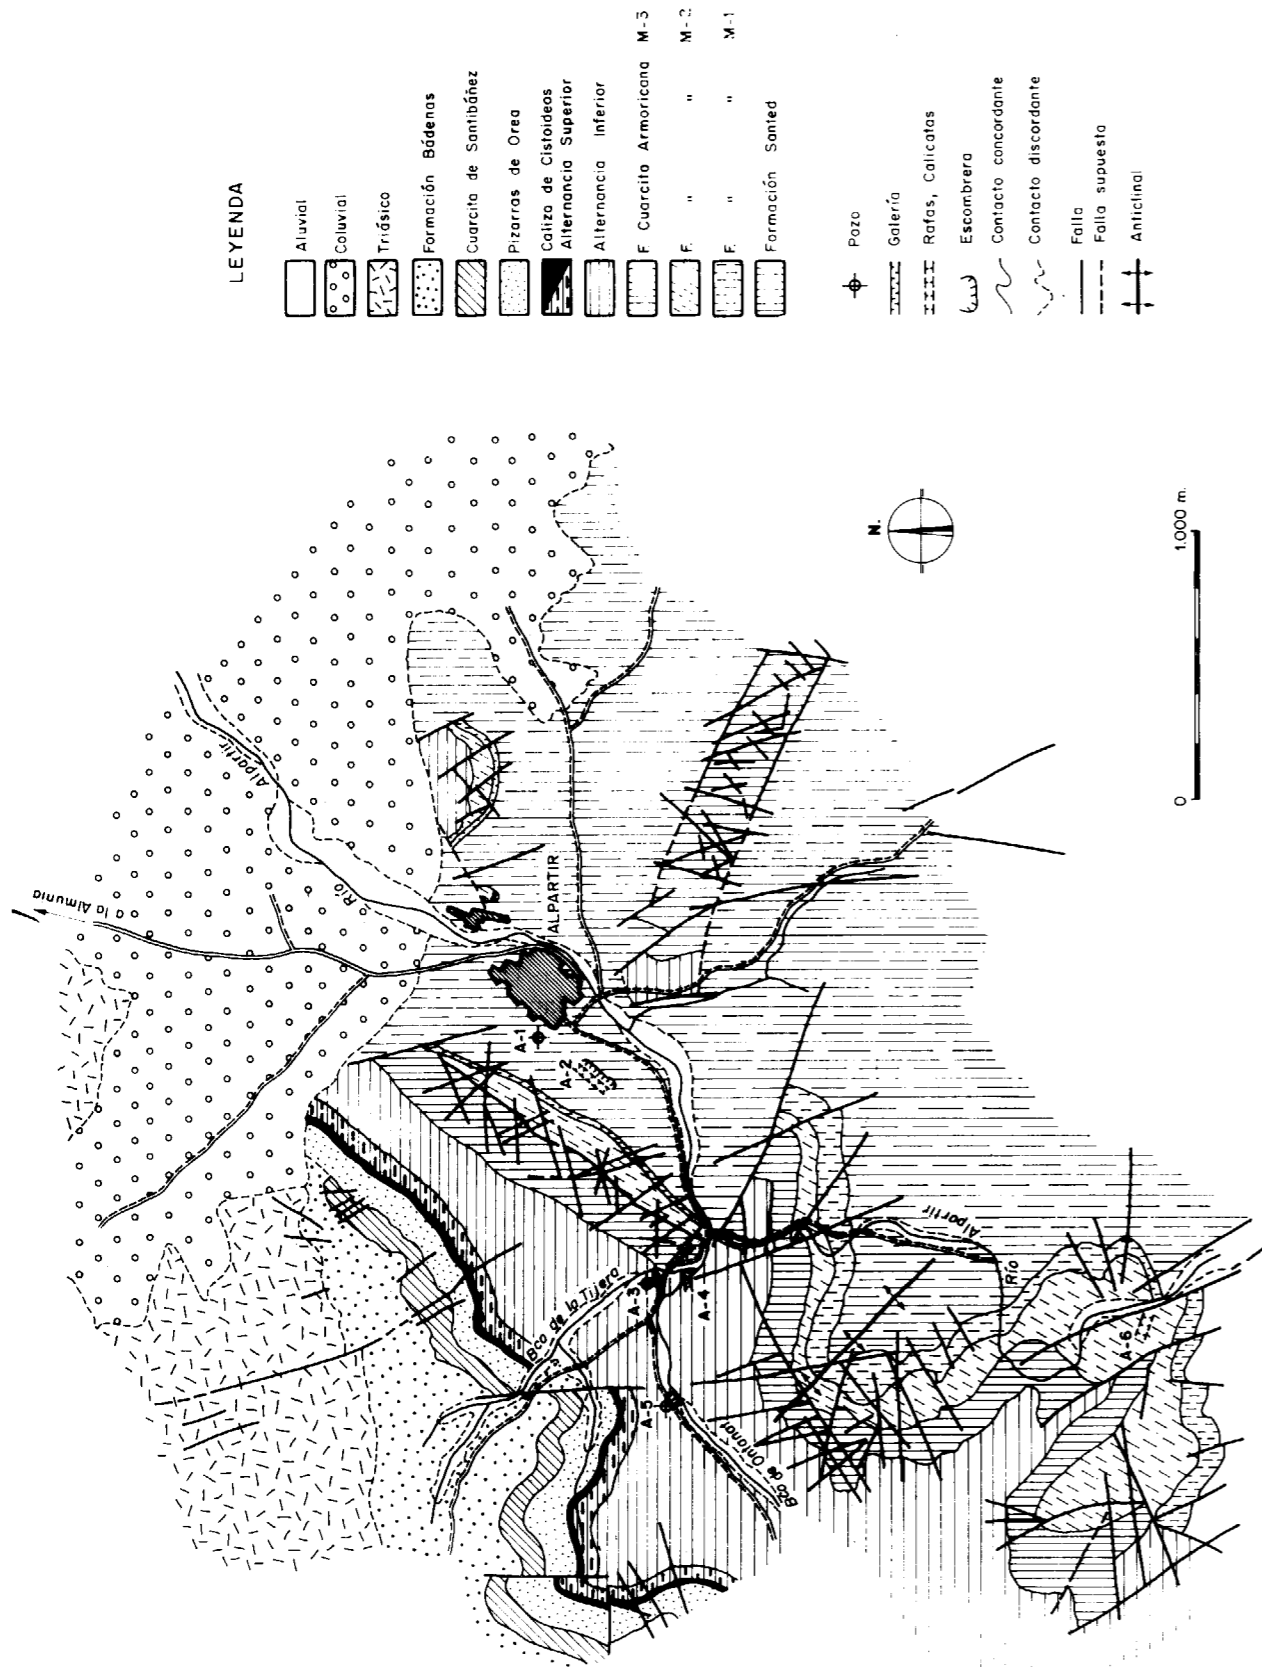 LEYENDA
Aluvial
Coluvial
Triásico
Formación Bádenas
Cuarcita de Santibáñez
Pizarras de Orea
Caliza de Cistoideas
Alternancia Superior
Alternancia Inferior
F. Cuarcita Armoricana M-3
F. " " M-2
F. " " M-1
Formación Santed
Pozo
Galería
Rafas, Calicatas
Escombrera
Contacto concordante
Contacto discordante
Falla
Falla supuesta
Anticlinal
a la Almunia
Río
Alpartir
ALPARTIR
A-1
A-2
Bco de la Tijera
A-3
A-4
A-5
Bco de
Río
Alpartir
A-6
N.
0
1.000 m.